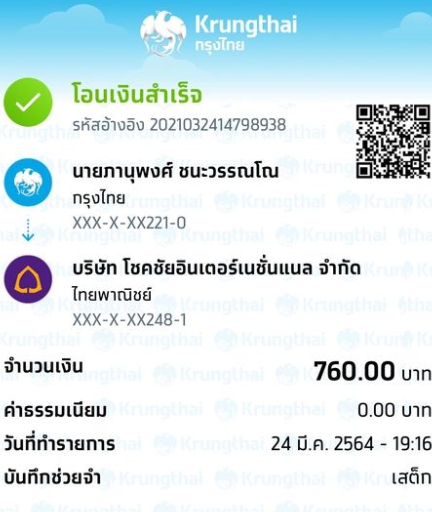 Krungthai
กรุงไทย
โอนเงินสำเร็จ
รหัสอ้างอิง 2021032414798938
นายภานุพงศ์ ชนะวรรณโณ
กรุงไทย
XXX-X-XX221-0
บริษัท โชคชัยอินเตอร์เนชั่นแนล จำกัด
ไทยพาณิชย์
XXX-X-XX248-1
จำนวนเงิน 760.00 บาท
ค่าธรรมเนียม 0.00 บาท
วันที่ทำรายการ 24 มี.ค. 2564 - 19:16
บันทึกช่วยจำ เสต็ก